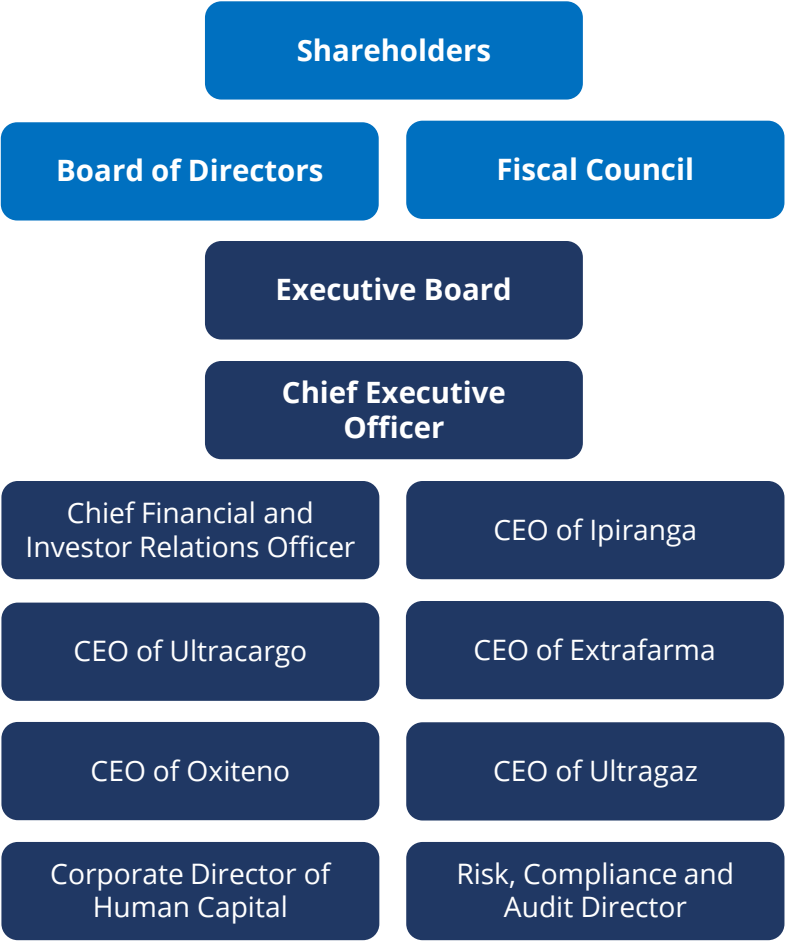 Shareholders
Board of Directors
Fiscal Council
Executive Board
Chief Executive
Officer
Chief Financial and
Investor Relations Officer
CEO of Ipiranga
CEO of Ultracargo
CEO of Extrafarma
CEO of Oxiteno
CEO of Ultragaz
Corporate Director of
Human Capital
Risk, Compliance and
Audit Director